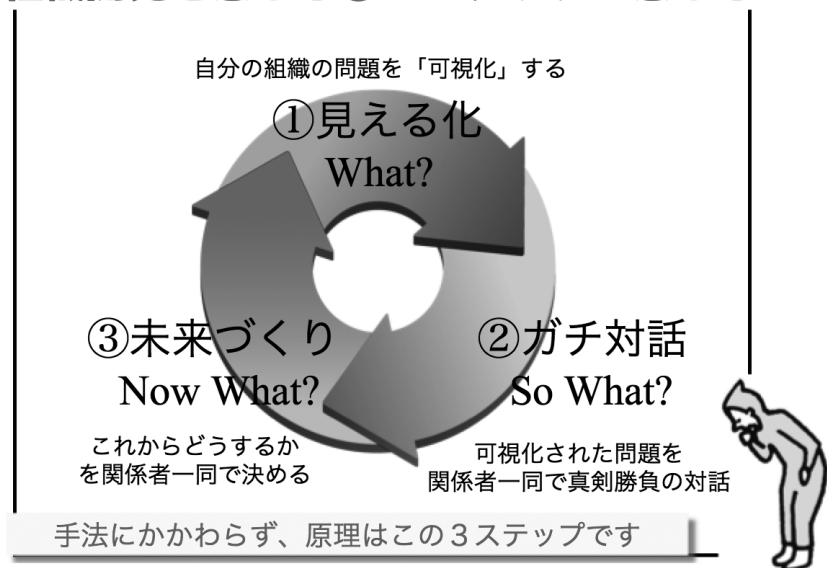 自分の組織の問題を「可視化」する
①見える化
What?
②ガチ対話
So What?
可視化された問題を
関係者一同で真剣勝負の対話
③未来づくり
Now What?
これからどうするか
を関係者一同で決める
手法にかかわらず、原理はこの3ステップです